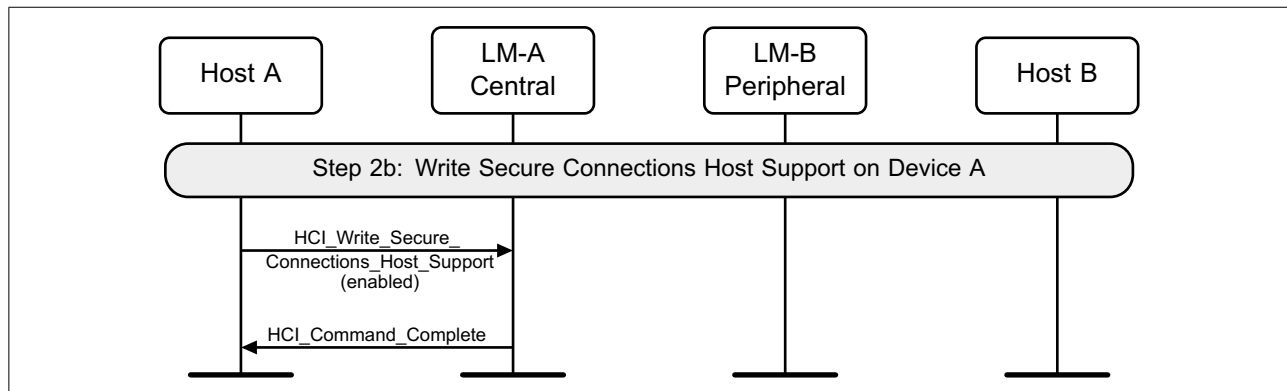 Host A
LM-A
Central
LM-B
Peripheral
Host B
Step 2b: Write Secure Connections Host Support on Device A
HCI_Write_Secure_
Connections_Host_Support
(enabled)
HCI_Command_Complete